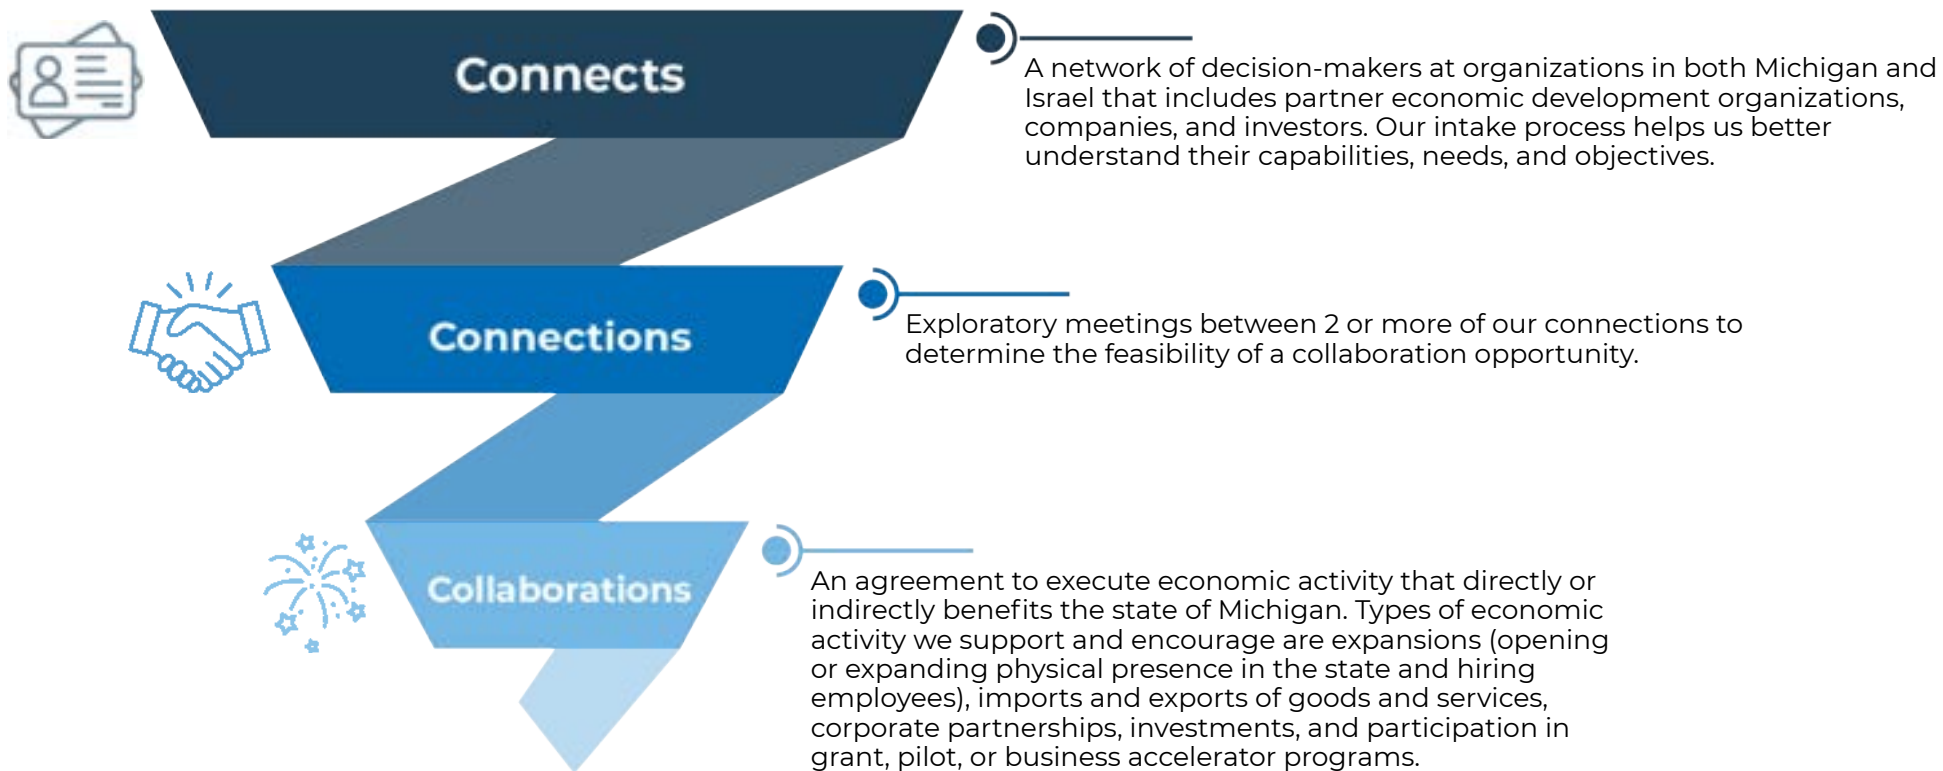 Connects
A network of decision-makers at organizations in both Michigan and
Israel that includes partner economic development organizations,
companies, and investors. Our intake process helps us better
understand their capabilities, needs, and objectives.
Connections
Exploratory meetings between 2 or more of our connections to
determine the feasibility of a collaboration opportunity.
Collaborations
An agreement to execute economic activity that directly or
indirectly benefits the state of Michigan. Types of economic
activity we support and encourage are expansions (opening
or expanding physical presence in the state and hiring
employees), imports and exports of goods and services,
corporate partnerships, investments, and participation in
grant, pilot, or business accelerator programs.